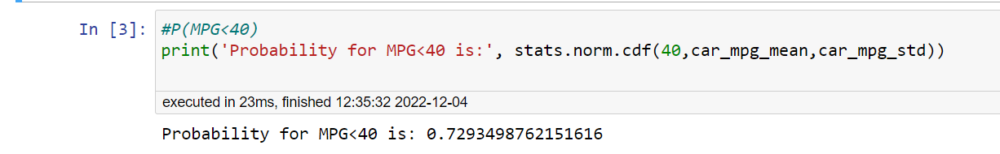 In [3]: #P(MPG<40)
print('Probability for MPG<40 is:', stats.norm.cdf(40,car_mpg_mean,car_mpg_std))
executed in 23ms, finished 12:35:32 2022-12-04
Probability for MPG<40 is: 0.7293498762151616